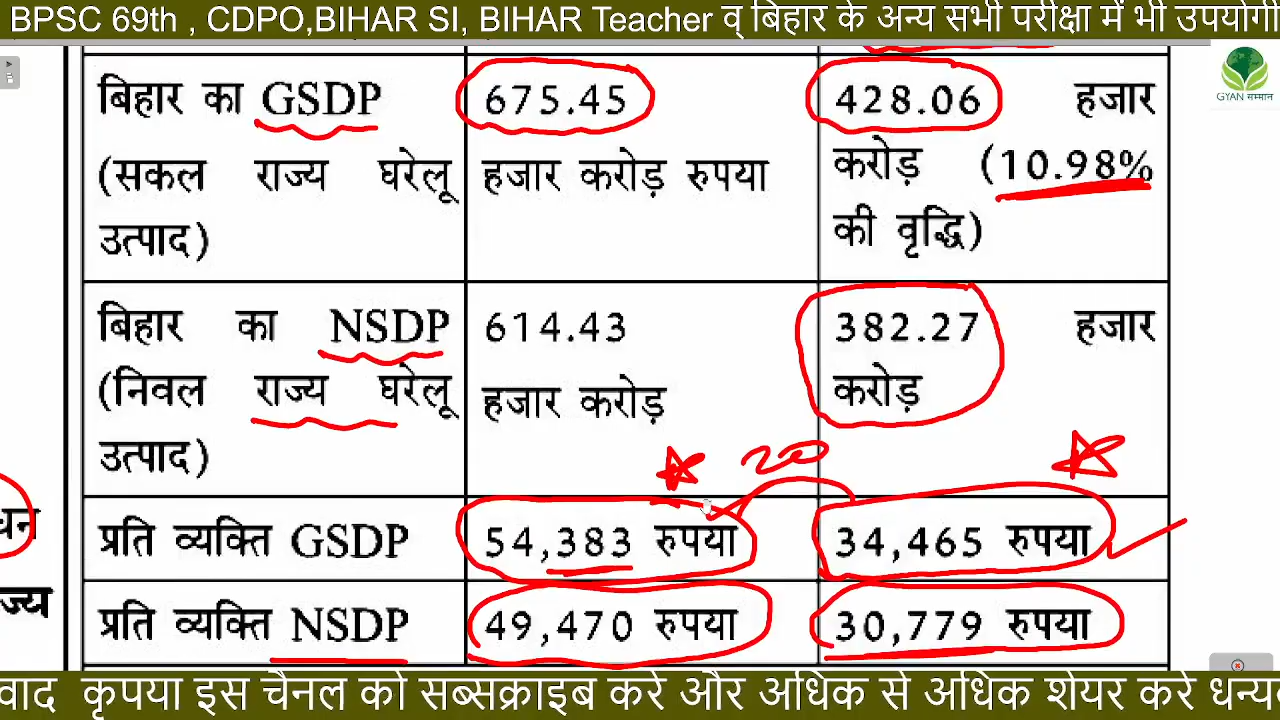 BPSC 69th , CDPO,BIHAR SI, BIHAR Teacher व् बिहार के अन्य सभी परीक्षा में भी उपयोगी
GYAN सम्मान
बिहार का GSDP
(सकल राज्य घरेलू
उत्पाद)
675.45
हजार करोड़ रुपया
428.06 हजार
करोड़ (10.98%
की वृद्धि)
बिहार का NSDP
(निवल राज्य घरेलू
उत्पाद)
614.43
हजार करोड़
382.27 हजार
करोड़
20
प्रति व्यक्ति GSDP
54,383 रुपया
34,465 रुपया
प्रति व्यक्ति NSDP
49,470 रुपया
30,779 रुपया
वाद कृपया इस चैनल को सब्सक्राइब करे और अधिक से अधिक शेयर करे धन्य